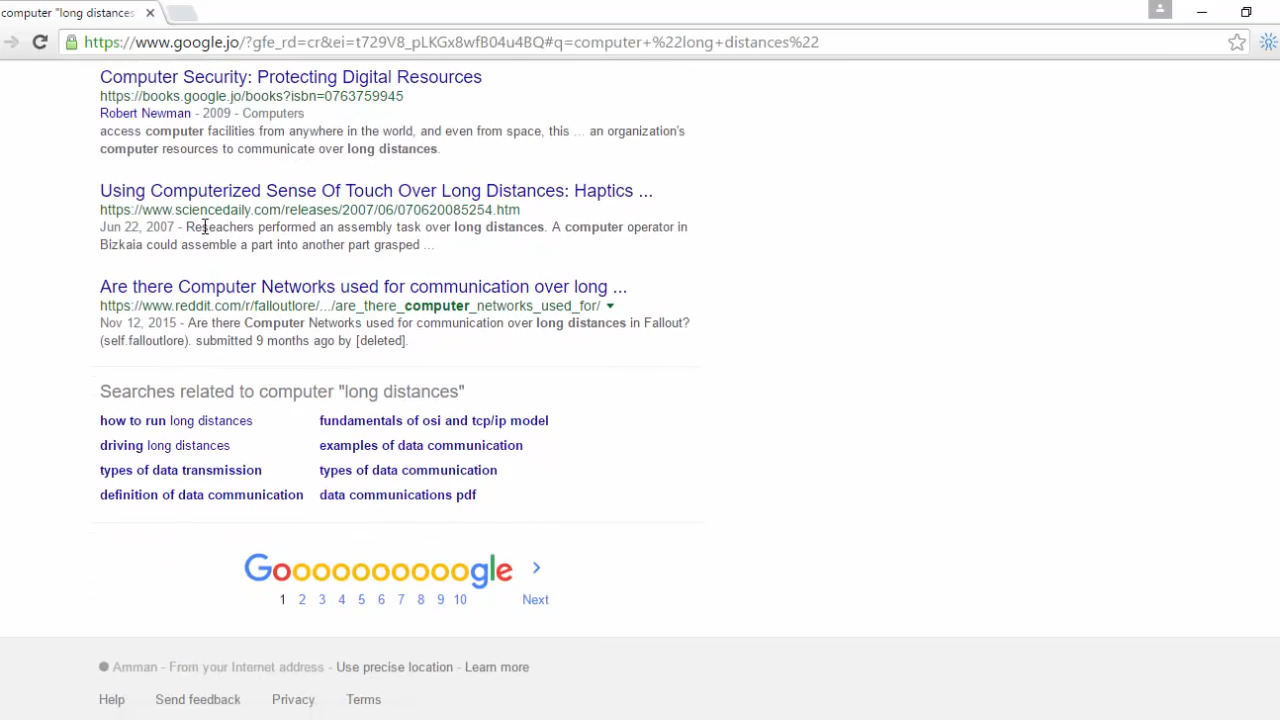 computer "long distances
https://www.google.jo/?gfe_rd=cr&ei=t729V8_pLKGx8wfB04u4BQ#q=computer+%22long+distances%22
Computer Security: Protecting Digital Resources
https://books.google.jo/books?isbn=0763759945
Robert Newman - 2009 - Computers
access computer facilities from anywhere in the world, and even from space, this ... an organization's
computer resources to communicate over long distances.
Using Computerized Sense Of Touch Over Long Distances: Haptics ...
https://www.sciencedaily.com/releases/2007/06/070620085254.htm
Jun 22, 2007 - Reseachers performed an assembly task over long distances. A computer operator in
Bizkaia could assemble a part into another part grasped ...
Are there Computer Networks used for communication over long ...
https://www.reddit.com/r/falloutlore/.../are_there_computer_networks_used_for/
Nov 12, 2015 - Are there Computer Networks used for communication over long distances in Fallout?
(self.falloutlore). submitted 9 months ago by [deleted].
Searches related to computer "long distances"
how to run long distances fundamentals of osi and tcp/ip model
driving long distances examples of data communication
types of data transmission types of data communication
definition of data communication data communications pdf
Goooooooooogle
1 2 3 4 5 6 7 8 9 10 Next
Amman - From your Internet address - Use precise location - Learn more
Help Send feedback Privacy Terms